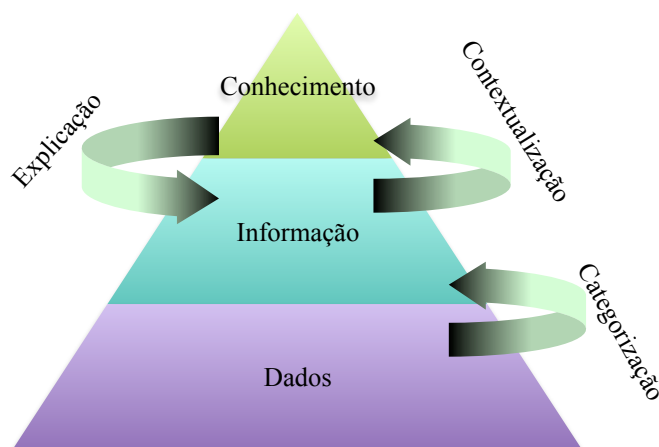 Conhecimento
Explicação
Contextualização
Informação
Categorização
Dados